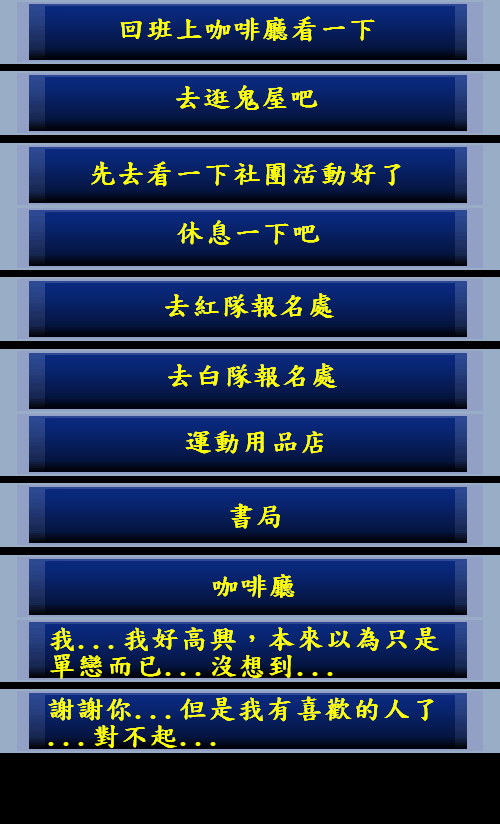 回班上咖啡廳看一下
去逛鬼屋吧
先去看一下社團活動好了
休息一下吧
去紅隊報名處
去白隊報名處
運動用品店
書局
咖啡廳
我...我好高興，本來以為只是
單戀而已...沒想到...
謝謝你...但是我有喜歡的人了
...對不起...